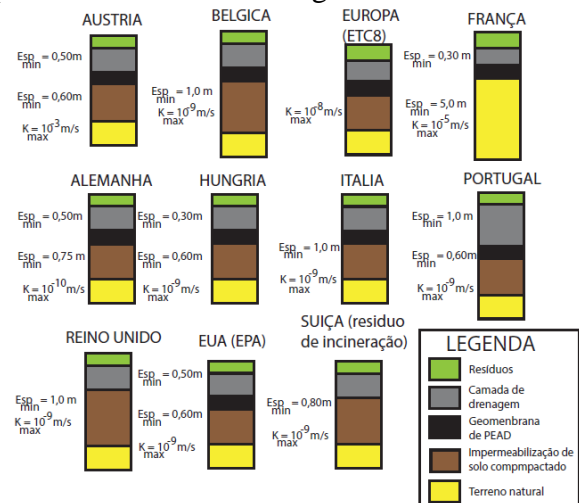 AUSTRIA
Esp min = 0,50m
Esp min = 0,60m
K max = 10-3 m/s
BELGICA
Esp min = 1,0 m
K max = 10-9 m/s
EUROPA
(ETC8)
K max = 10-8 m/s
FRANÇA
Esp min = 0,30 m
Esp min = 5,0 m
K max = 10-5 m/s
ALEMANHA
Esp min = 0,50m
Esp min = 0,75 m
K max = 10-10 m/s
HUNGRIA
Esp min = 0,30m
Esp min = 0,60m
K max = 10-9 m/s
ITALIA
Esp min = 1,0 m
K max = 10-9 m/s
PORTUGAL
Esp min = 1,0 m
Esp min = 0,60m
K max = 10-9 m/s
REINO UNIDO
Esp min = 1,0 m
K max = 10-9 m/s
EUA (EPA)
Esp min = 0,50m
Esp min = 0,60m
K max = 10-9 m/s
SUIÇA (residuo
de incineração)
Esp min = 0,80m
K max = 10-9 m/s
LEGENDA
Resíduos
Camada de
drenagem
Geomenbrana
de PEAD
Impermeabilização de
solo compmpactado
Terreno natural